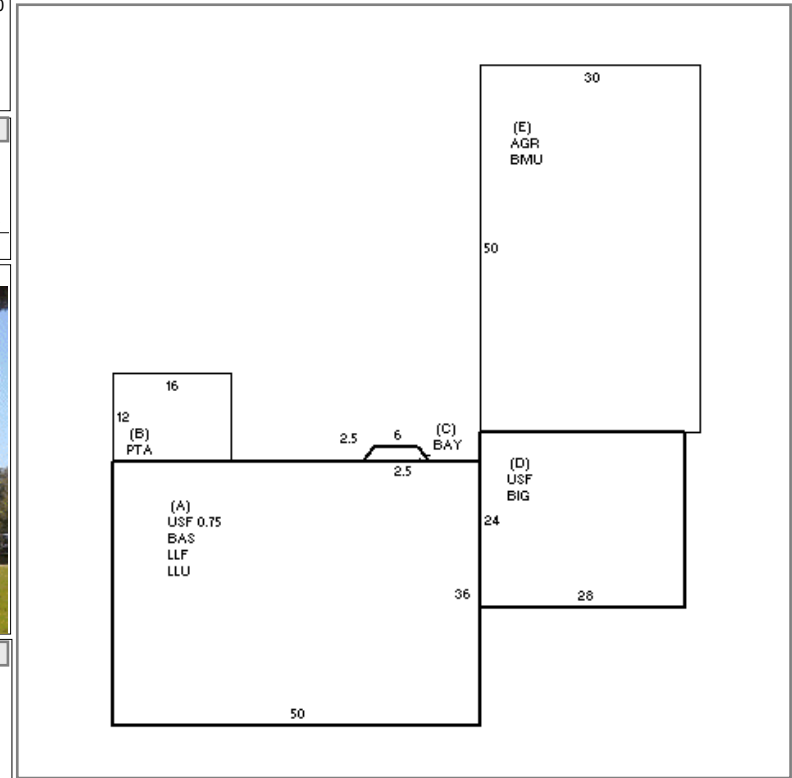 30
(E)
AGR
BMU
50
16
12
(B)
PTA
2.5
6
(C)
BAY
2.5
(D)
USF
BIG
(A)
USF 0.75
BAS
LLF
LLU
24
36
28
50